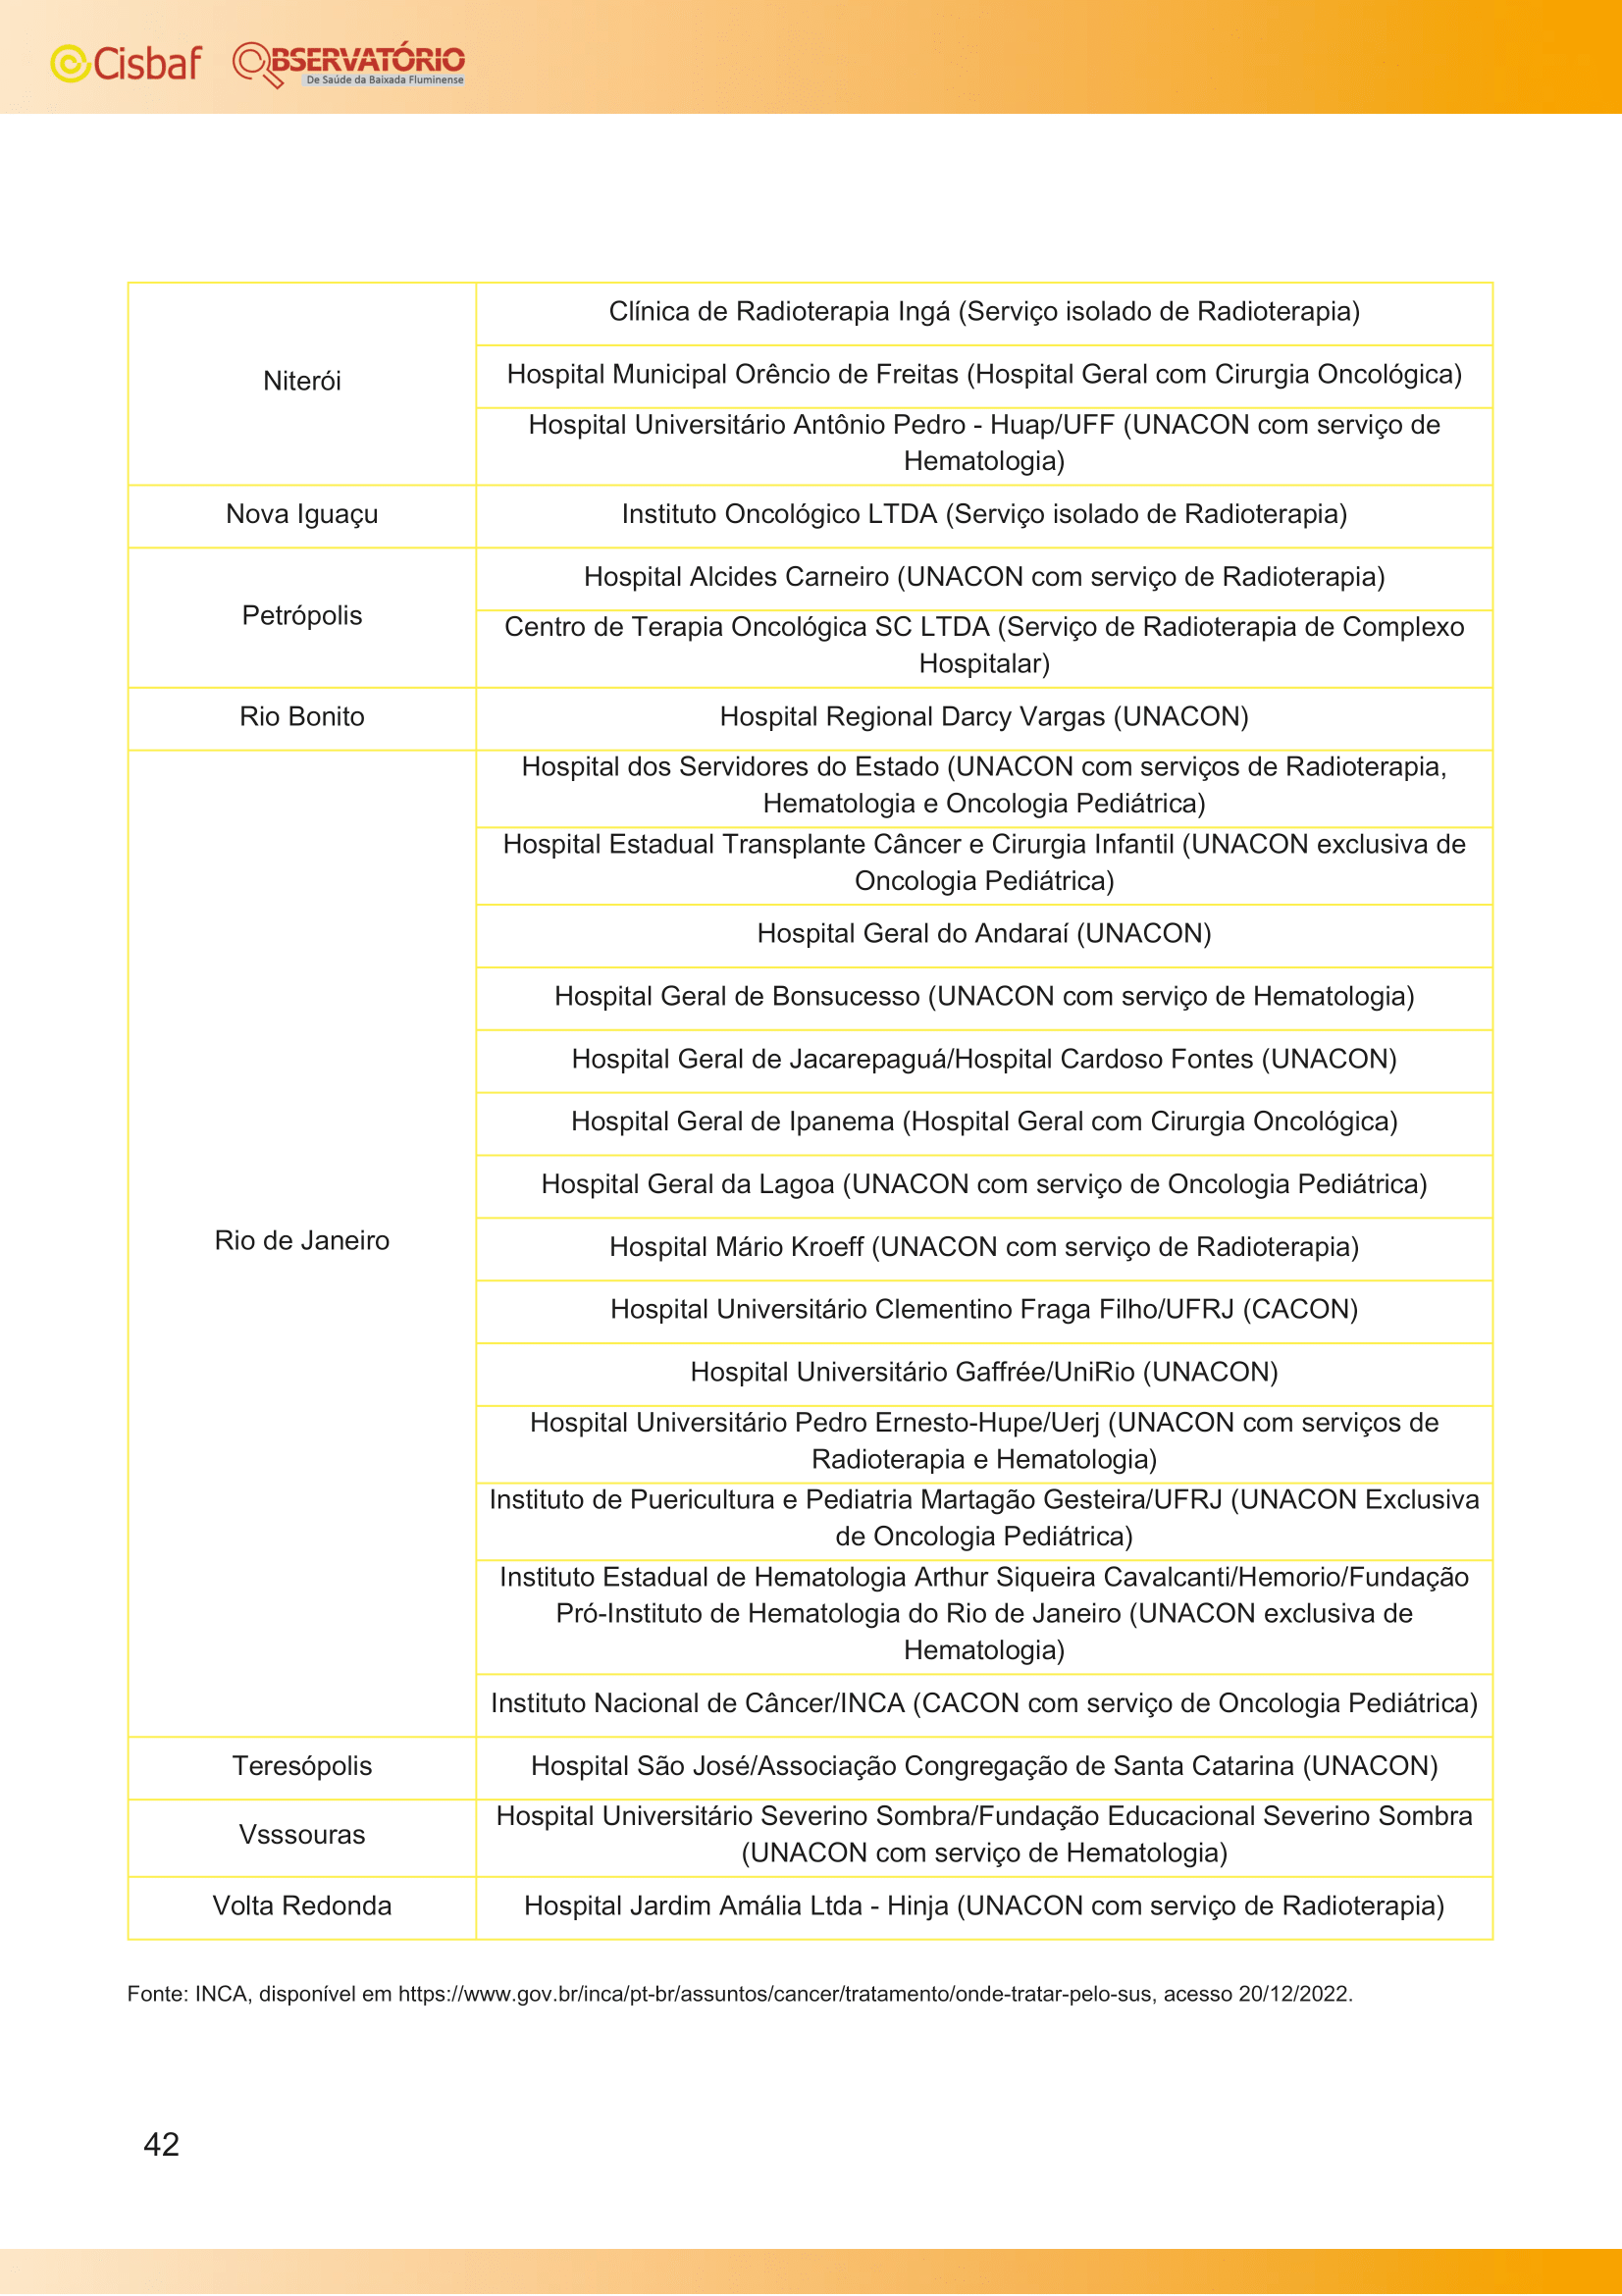 Cisbaf
OBSERVATÓRIO
De Saúde da Baixada Fluminense
Niterói
Clínica de Radioterapia Ingá (Serviço isolado de Radioterapia)
Hospital Municipal Orêncio de Freitas (Hospital Geral com Cirurgia Oncológica)
Hospital Universitário Antônio Pedro - Huap/UFF (UNACON com serviço de
Hematologia)
Nova Iguaçu
Instituto Oncológico LTDA (Serviço isolado de Radioterapia)
Petrópolis
Hospital Alcides Carneiro (UNACON com serviço de Radioterapia)
Centro de Terapia Oncológica SC LTDA (Serviço de Radioterapia de Complexo
Hospitalar)
Rio Bonito
Hospital Regional Darcy Vargas (UNACON)
Rio de Janeiro
Hospital dos Servidores do Estado (UNACON com serviços de Radioterapia,
Hematologia e Oncologia Pediátrica)
Hospital Estadual Transplante Câncer e Cirurgia Infantil (UNACON exclusiva de
Oncologia Pediátrica)
Hospital Geral do Andaraí (UNACON)
Hospital Geral de Bonsucesso (UNACON com serviço de Hematologia)
Hospital Geral de Jacarepaguá/Hospital Cardoso Fontes (UNACON)
Hospital Geral de Ipanema (Hospital Geral com Cirurgia Oncológica)
Hospital Geral da Lagoa (UNACON com serviço de Oncologia Pediátrica)
Hospital Mário Kroeff (UNACON com serviço de Radioterapia)
Hospital Universitário Clementino Fraga Filho/UFRJ (CACON)
Hospital Universitário Gaffrée/UniRio (UNACON)
Hospital Universitário Pedro Ernesto-Hupe/Uerj (UNACON com serviços de
Radioterapia e Hematologia)
Instituto de Puericultura e Pediatria Martagão Gesteira/UFRJ (UNACON Exclusiva
de Oncologia Pediátrica)
Instituto Estadual de Hematologia Arthur Siqueira Cavalcanti/Hemorio/Fundação
Pró-Instituto de Hematologia do Rio de Janeiro (UNACON exclusiva de
Hematologia)
Instituto Nacional de Câncer/INCA (CACON com serviço de Oncologia Pediátrica)
Teresópolis
Hospital São José/Associação Congregação de Santa Catarina (UNACON)
Vsssouras
Hospital Universitário Severino Sombra/Fundação Educacional Severino Sombra
(UNACON com serviço de Hematologia)
Volta Redonda
Hospital Jardim Amália Ltda - Hinja (UNACON com serviço de Radioterapia)
Fonte: INCA, disponível em https://www.gov.br/inca/pt-br/assuntos/cancer/tratamento/onde-tratar-pelo-sus, acesso 20/12/2022.
42